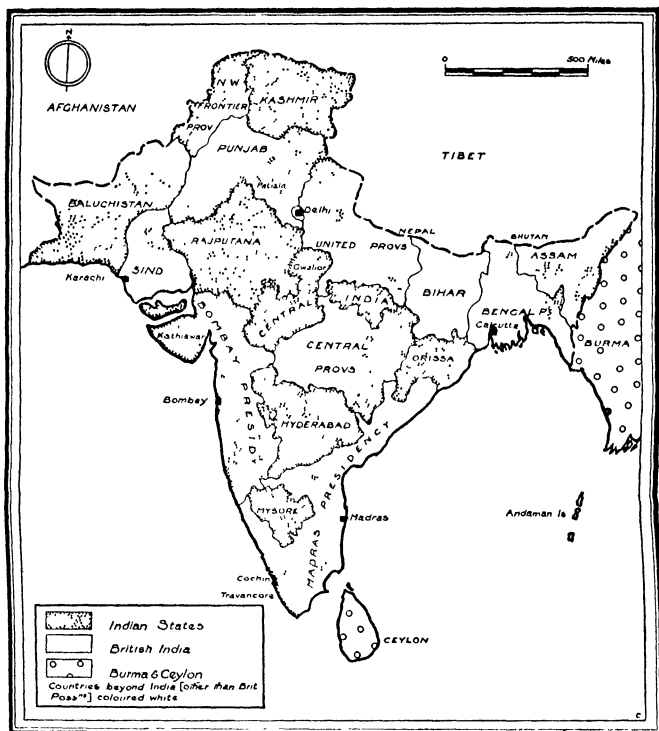 N
0 500 Miles
AFGHANISTAN
N.W.
FRONTIER
PROV
KASHMIR
PUNJAB
TIBET
Patiala
BALUCHISTAN
Delhi
RAJPUTANA
UNITED PROVS
NEPAL
BHUTAN
ASSAM
SIND
Gwalior
Karachi
BIHAR
BENGAL P.
INDIA
CENTRAL
Calcutta
BURMA
Kathiawar
BOMBAY PRESIDY
CENTRAL
PROVS
ORISSA
Bombay
HYDERABAD
MADRAS PRESIDENCY
MYSORE
Madras
Andaman Is
Cochin
Travancore
CEYLON
Indian States
British India
Burma & Ceylon
Countries beyond India [other than Brit
Possns] coloured white
C